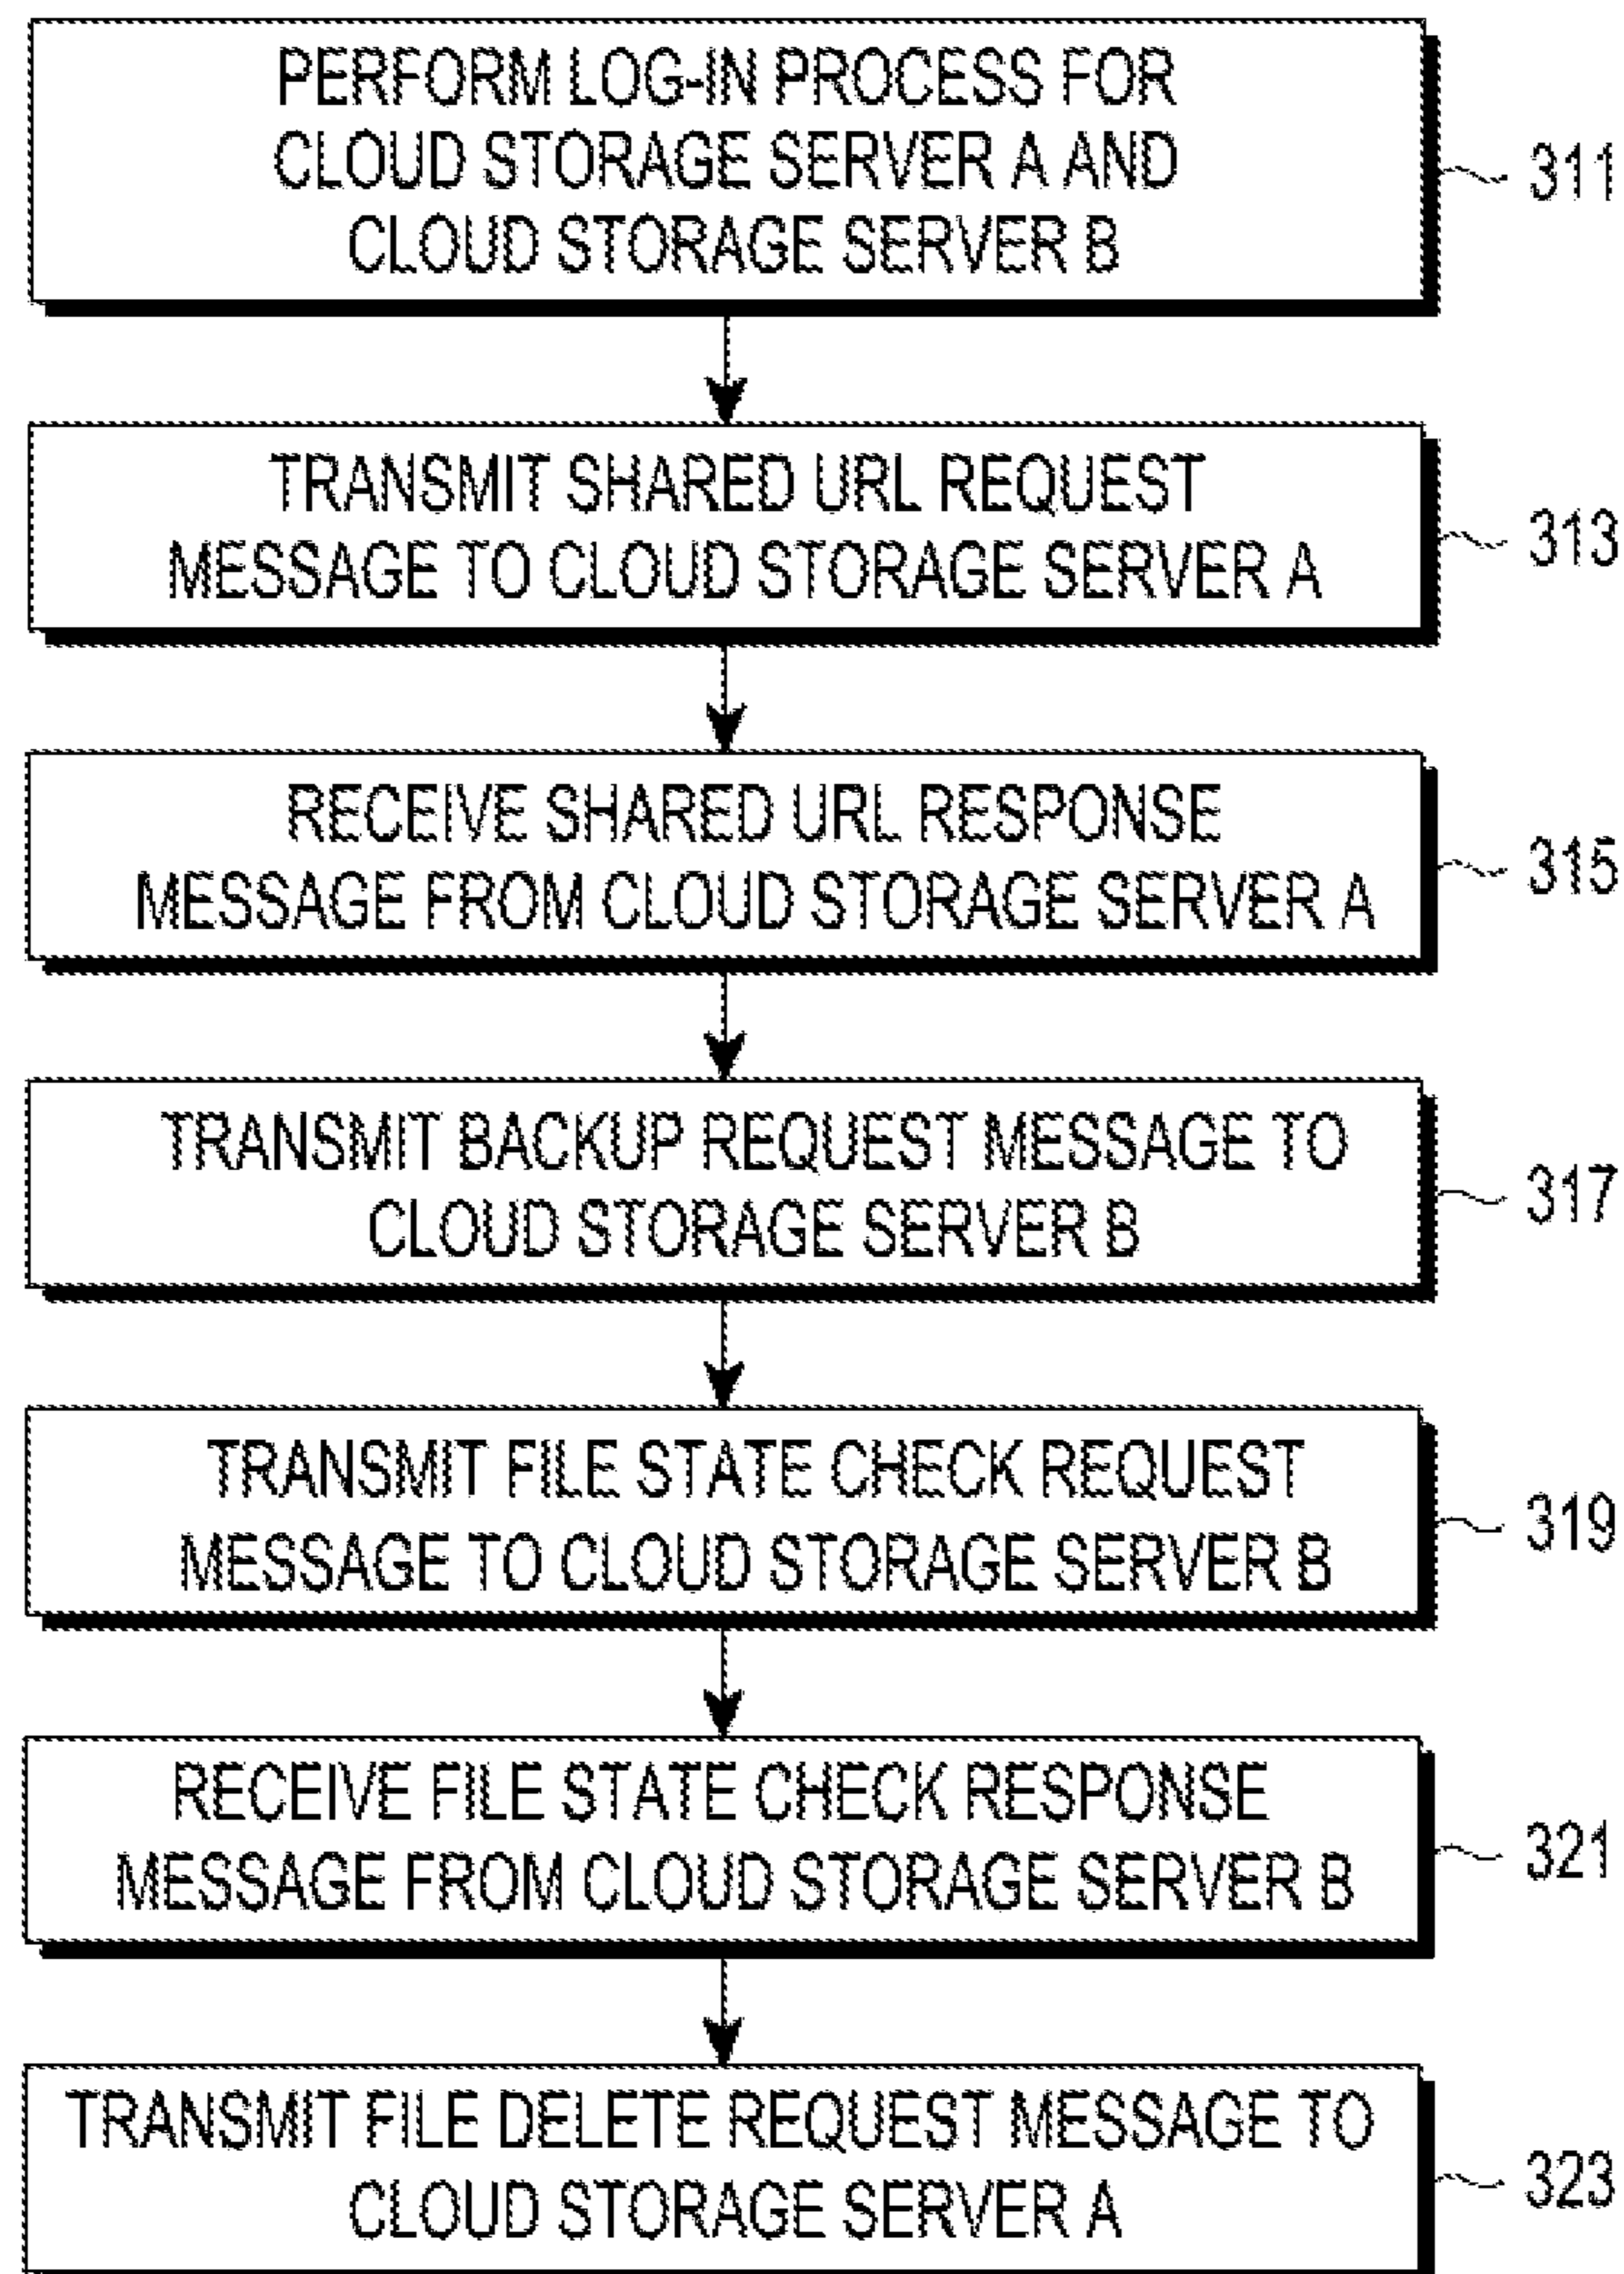 PERFORM LOG-IN PROCESS FOR
CLOUD STORAGE SERVER A AND
CLOUD STORAGE SERVER B
311
TRANSMIT SHARED URL REQUEST
MESSAGE TO CLOUD STORAGE SERVER A
313
RECEIVE SHARED URL RESPONSE
MESSAGE FROM CLOUD STORAGE SERVER A
315
TRANSMIT BACKUP REQUEST MESSAGE TO
CLOUD STORAGE SERVER B
317
TRANSMIT FILE STATE CHECK REQUEST
MESSAGE TO CLOUD STORAGE SERVER B
319
RECEIVE FILE STATE CHECK RESPONSE
MESSAGE FROM CLOUD STORAGE SERVER B
321
TRANSMIT FILE DELETE REQUEST MESSAGE TO
CLOUD STORAGE SERVER A
323